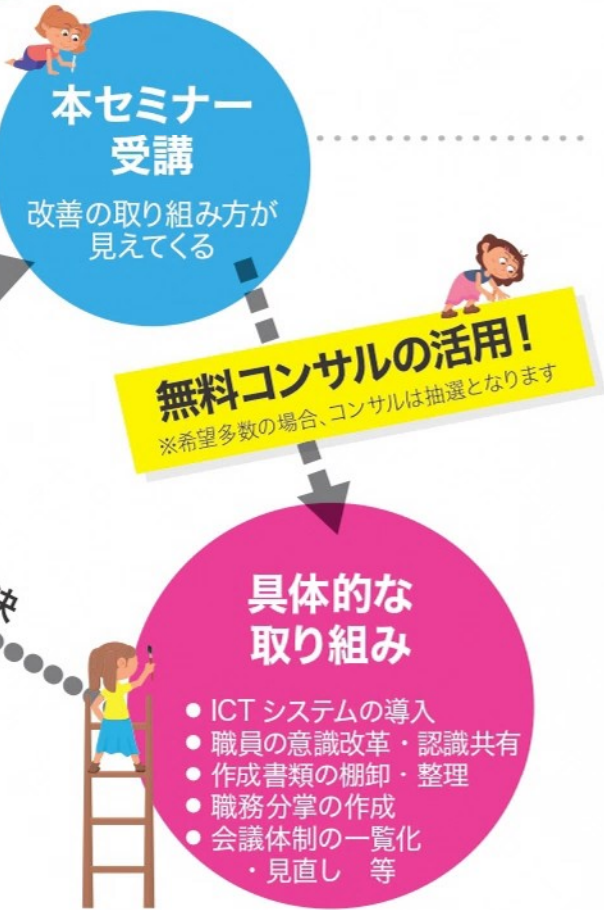 本セミナー
受講
改善の取り組み方が
見えてくる
無料コンサルの活用！
※希望多数の場合、コンサルは抽選となります
決
具体的な
取り組み
● ICT システムの導入
● 職員の意識改革・認識共有
● 作成書類の棚卸・整理
● 職務分掌の作成
● 会議体制の一覧化
・見直し　等